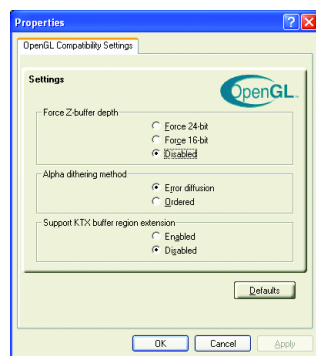 Properties
OpenGL Compatibility Settings
Settings
OpenGL
Force Z-buffer depth
Force 24-bit
Force 16-bit
Disabled
Alpha dithering method
Error diffusion
Ordered
Support KTX buffer region extension
Enabled
Disabled
Defaults
OK Cancel Apply